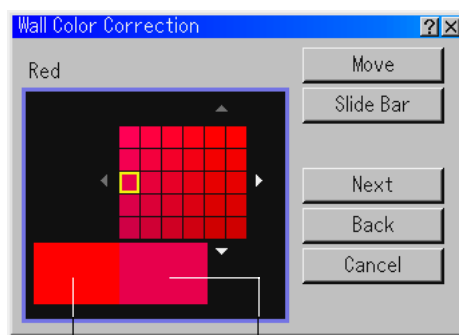 Wall Color Correction
Red
Move
Slide Bar
Next
Back
Cancel